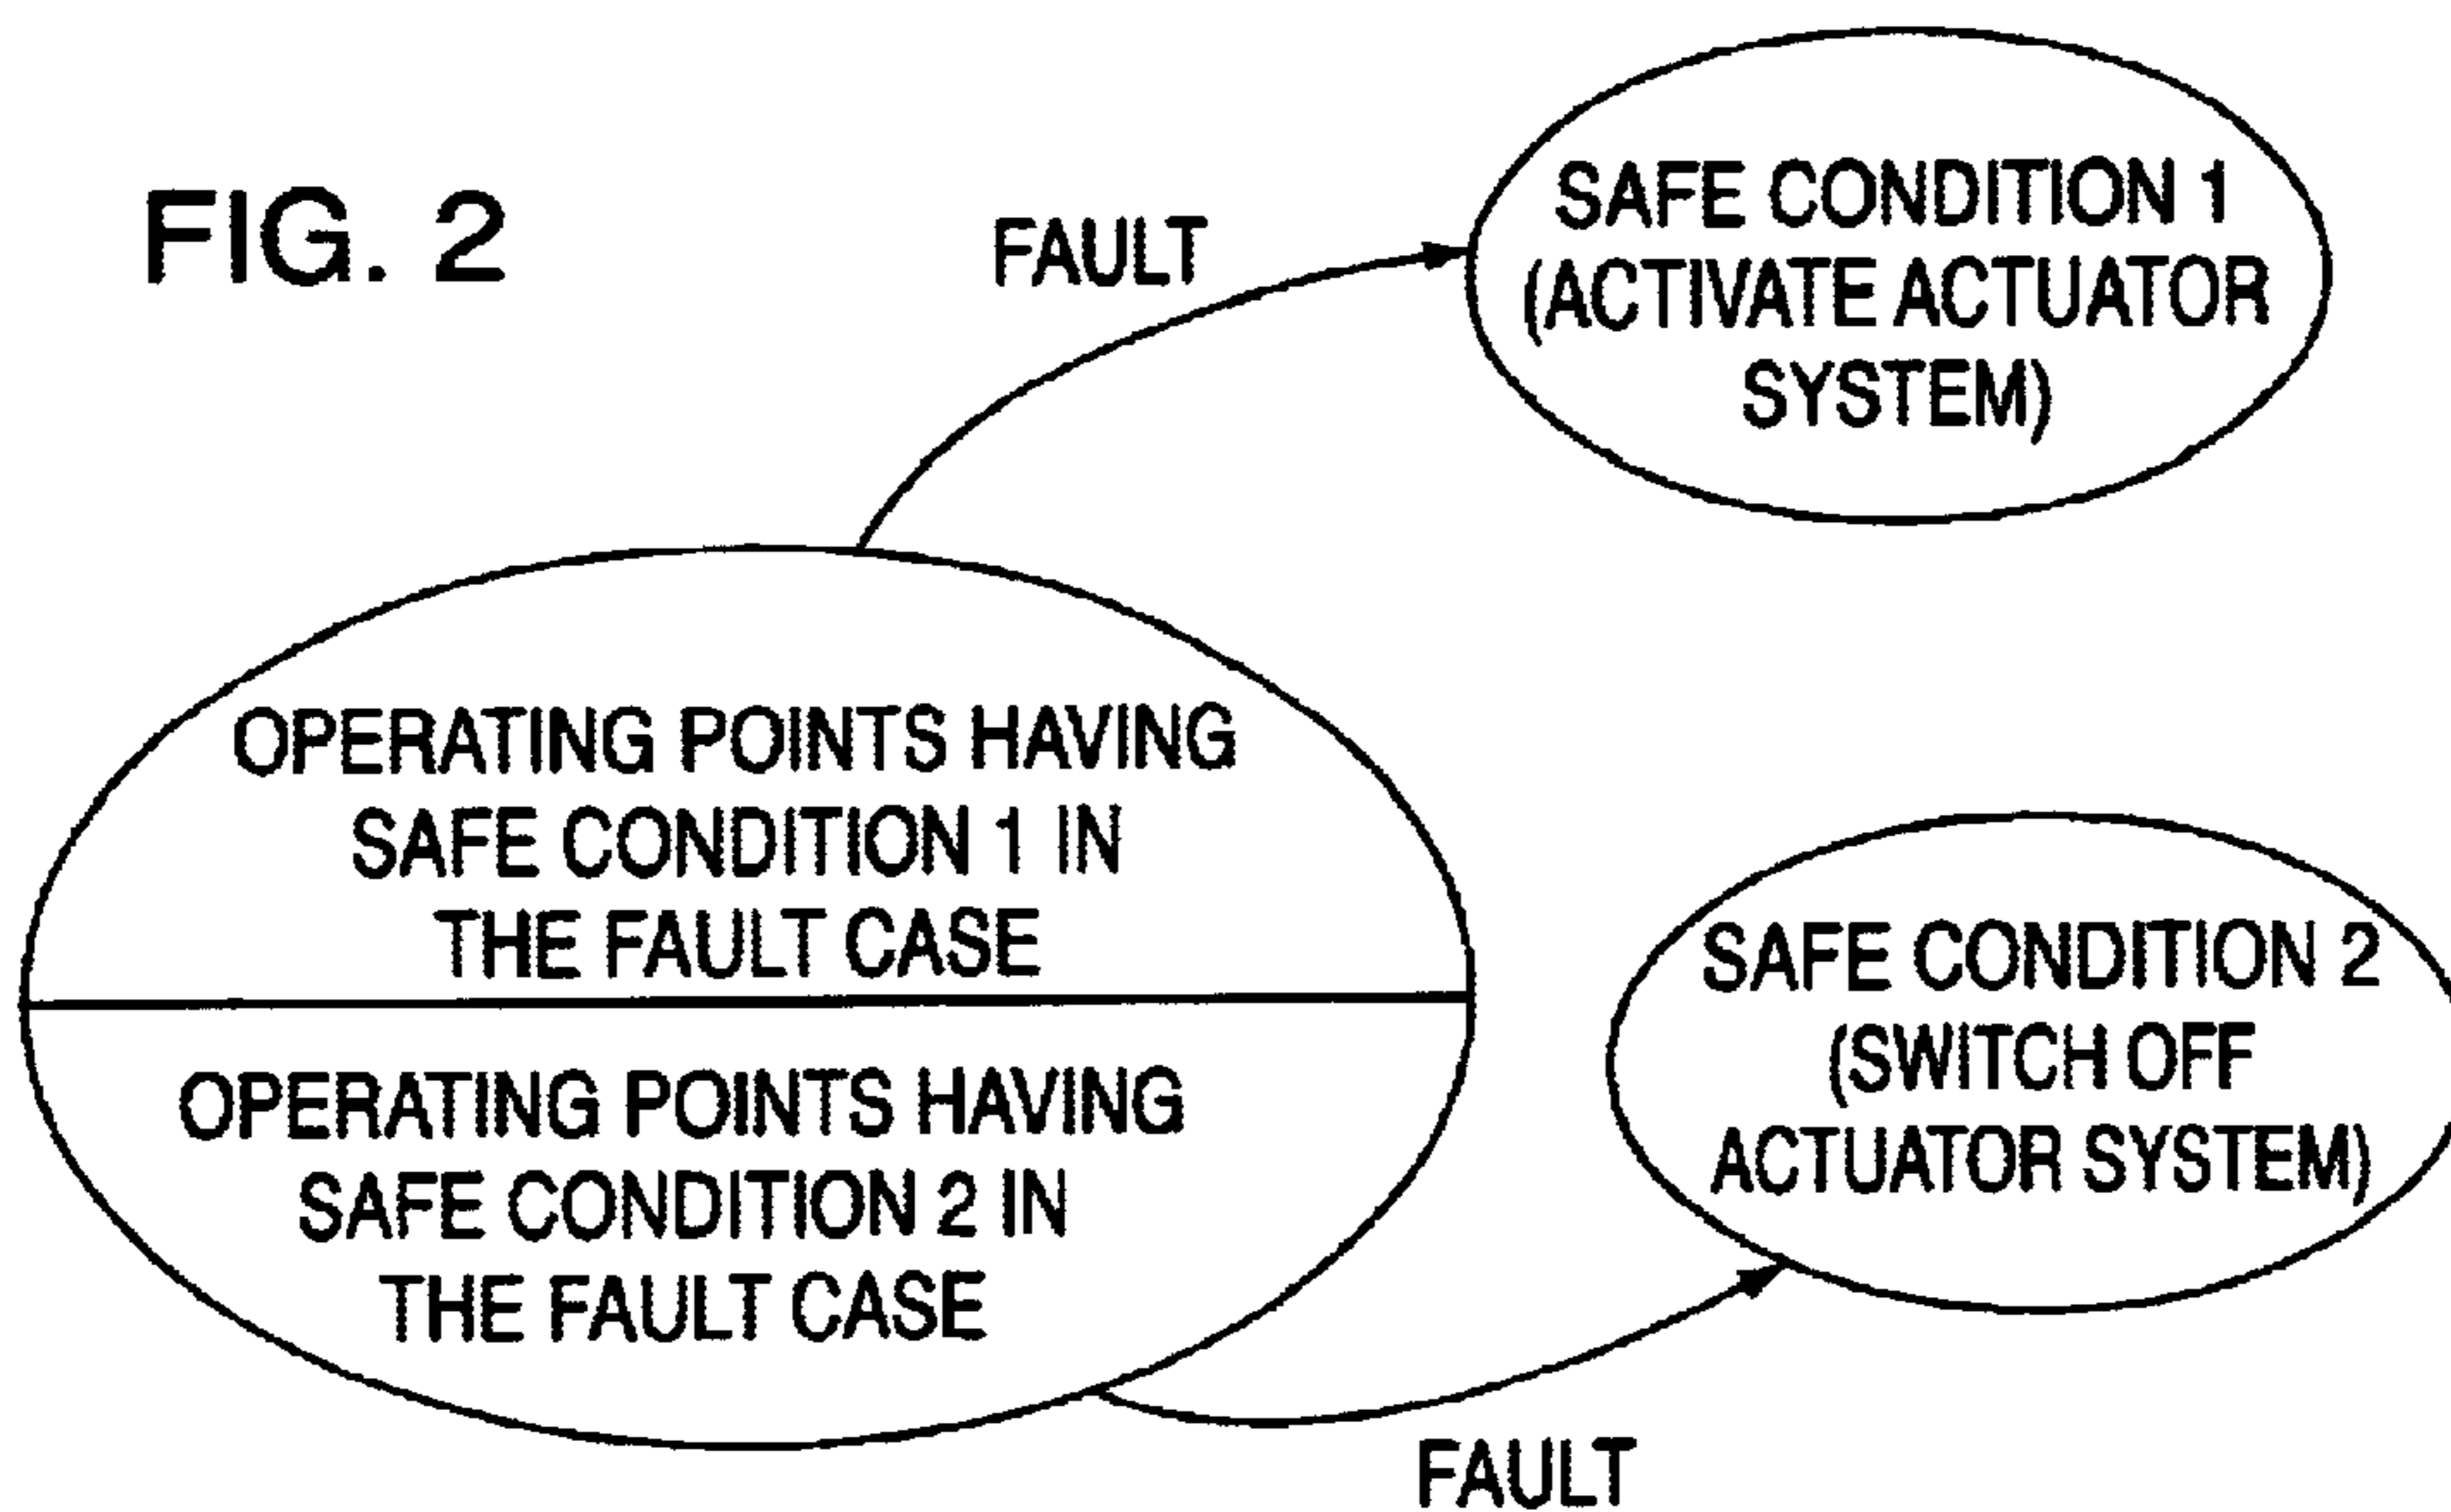 FIG. 2
FAULT
SAFE CONDITION 1
(ACTIVATE ACTUATOR
SYSTEM)
OPERATING POINTS HAVING
SAFE CONDITION 1 IN
THE FAULT CASE
OPERATING POINTS HAVING
SAFE CONDITION 2 IN
THE FAULT CASE
SAFE CONDITION 2
(SWITCH OFF
ACTUATOR SYSTEM)
FAULT